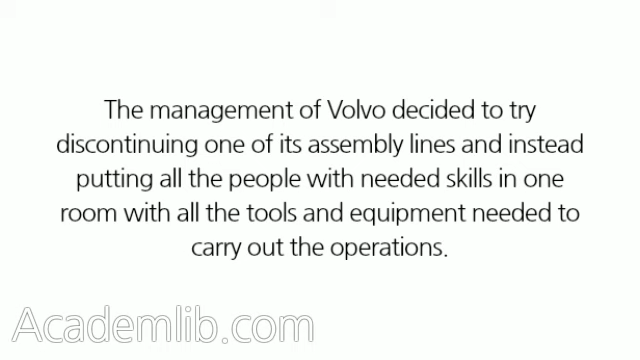 The management of Volvo decided to try
discontinuing one of its assembly lines and instead
putting all the people with needed skills in one
room with all the tools and equipment needed to
carry out the operations.
Academlib.com